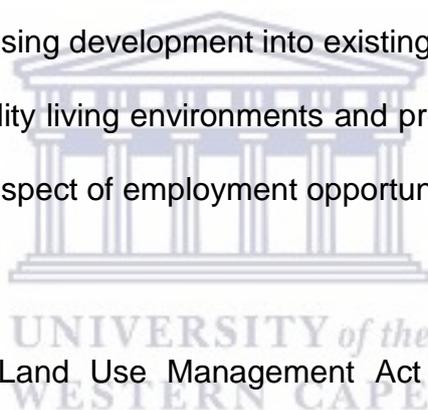 sing development into existing
lity living environments and pr
spect of employment opportun
UNIVERSITY of the
Land Use Management Act
WESTERN CAPE